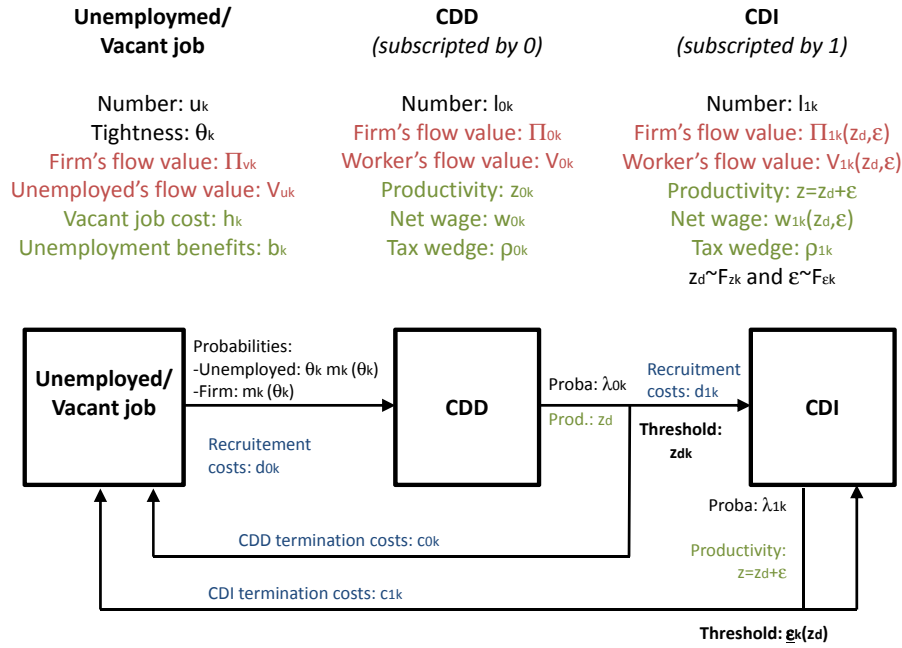 Unemploymed/
Vacant job
CDD
(subscripted by 0)
CDI
(subscripted by 1)
Number: uk
Tightness: θk
Firm's flow value: Πvk
Unemployed's flow value: Vuk
Vacant job cost: hk
Unemployment benefits: bk
Number: l0k
Firm's flow value: Π0k
Worker's flow value: V0k
Productivity: z0k
Net wage: w0k
Tax wedge: ρ0k
Number: l1k
Firm's flow value: Π1k(zd,ε)
Worker's flow value: V1k(zd,ε)
Productivity: z=zd+ε
Net wage: w1k(zd,ε)
Tax wedge: ρ1k
zd~Fzk and ε~Fεk
Unemployed/
Vacant job
Probabilities:
-Unemployed: θk mk (θk)
-Firm: mk (θk)
Recruitement
costs: d0k
CDD
Proba: λ0k
Prod.: zd
Recruitment
costs: d1k
Threshold:
zdk
CDI
Proba: λ1k
Productivity:
z=zd+ε
CDD termination costs: c0k
CDI termination costs: c1k
Threshold: εk(zd)